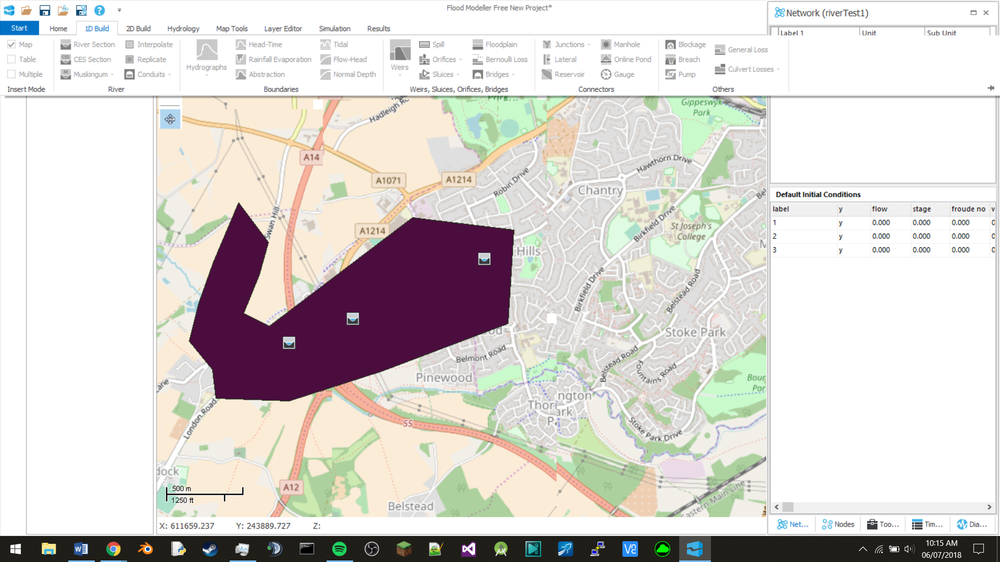 Flood Modeller Free New Project*
Start
Home
1D Build
2D Build
Hydrology
Map Tools
Layer Editor
Simulation
Results
Map
Table
Multiple
Insert Mode
River Section
CES Section
CES
Muskingum
M
Interpolate
Replicate
Conduits
River
Hydrographs
Head-Time
Rainfall Evaporation
Abstraction
Tidal
Flow-Head
Normal Depth
Boundaries
Weirs
Spill
Orifices
Sluices
Floodplain
Bernoulli Loss
Bridges
Weirs, Sluices, Orifices, Bridges
Junctions
Lateral
Reservoir
Manhole
Online Pond
Gauge
Connectors
Blockage
Breach
Pump
General Loss
Culvert Losses
Others
Network (riverTest1)
Label 1 Unit Sub Unit
Default Initial Conditions
label y flow stage froude no v
1 y 0.000 0.000 0.000 0
2 y 0.000 0.000 0.000 0
3 y 0.000 0.000 0.000 0
Net...
Nodes
Too...
Tim...
Dia...
Hadleigh
Gippeswyk
Park
A14
A1071
A1214
Robin Drive
Hawthorn Drive
Chantry
Swan Hill
A1214
Birkfield Drive
St Joseph's
College
Hills
Birkfield Drive
Belstead Road
Stoke Park
Belmont Road
Belstead Road
Fountains Road
Pinewood
Lane
London Road
Thori
ngton
Park
Stoke Park Drive
55
dock
A12
Belstead
Eastern Main Line
500 m
1250 ft
X: 611659.237 Y: 243889.727 Z:
10:15 AM
06/07/2018